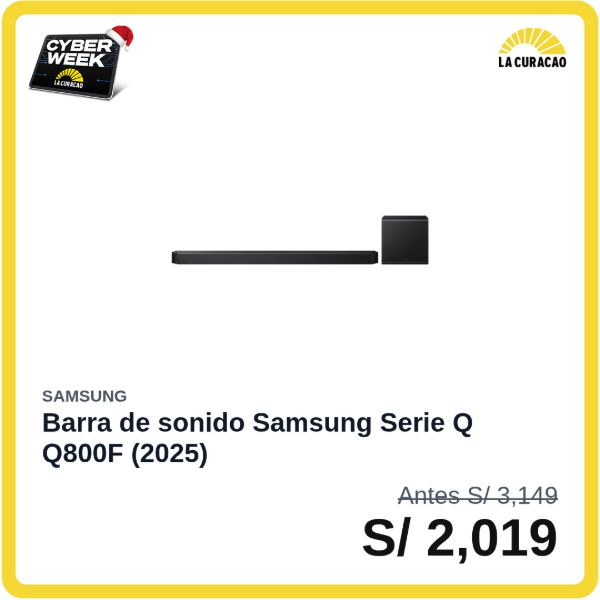 CYBER
WEEK
LA CURACAO
LA CURACAO
SAMSUNG
Barra de sonido Samsung Serie Q
Q800F (2025)
Antes S/ 3,149
S/ 2,019